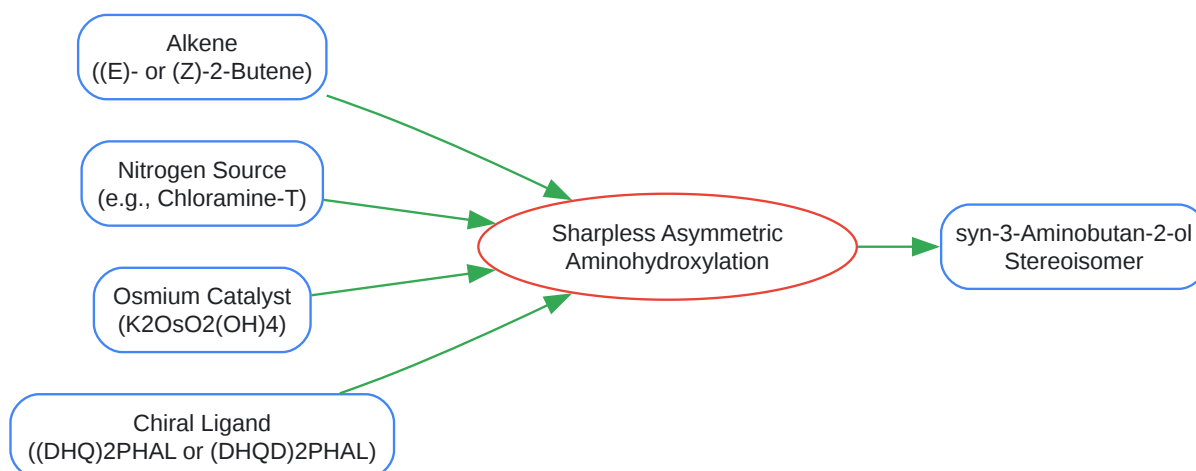 Alkene
((E)- or (Z)-2-Butene)
Nitrogen Source
(e.g., Chloramine-T)
Osmium Catalyst
(K2OsO2(OH)4)
Chiral Ligand
((DHQ)2PHAL or (DHQD)2PHAL)
Sharpless Asymmetric
Aminohydroxylation
syn-3-Aminobutan-2-ol
Stereoisomer